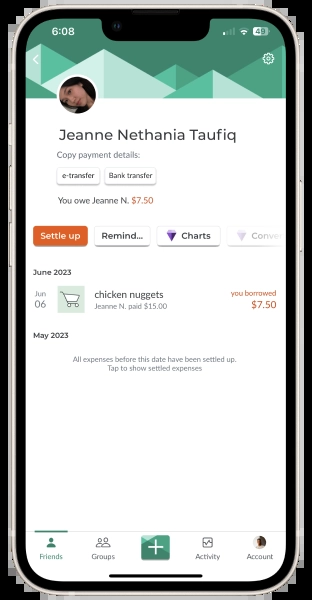 6:08
49
Jeanne Nethania Taufiq
Copy payment details:
e-transfer
Bank transfer
You owe Jeanne N. $7.50
Settle up
Remind...
Charts
Conve
June 2023
Jun
06
chicken nuggets
Jeanne N. paid $15.00
you borrowed
$7.50
May 2023
All expenses before this date have been settled up.
Tap to show settled expenses
Friends
Groups
Activity
Account